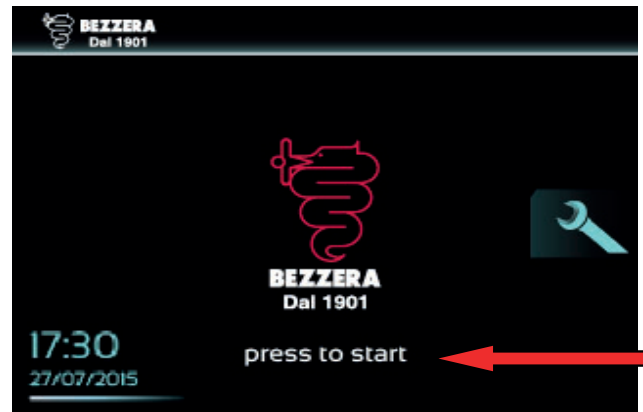 BEZZERA
Dal 1901
BEZZERA
Dal 1901
17:30
press to start
27/07/2015